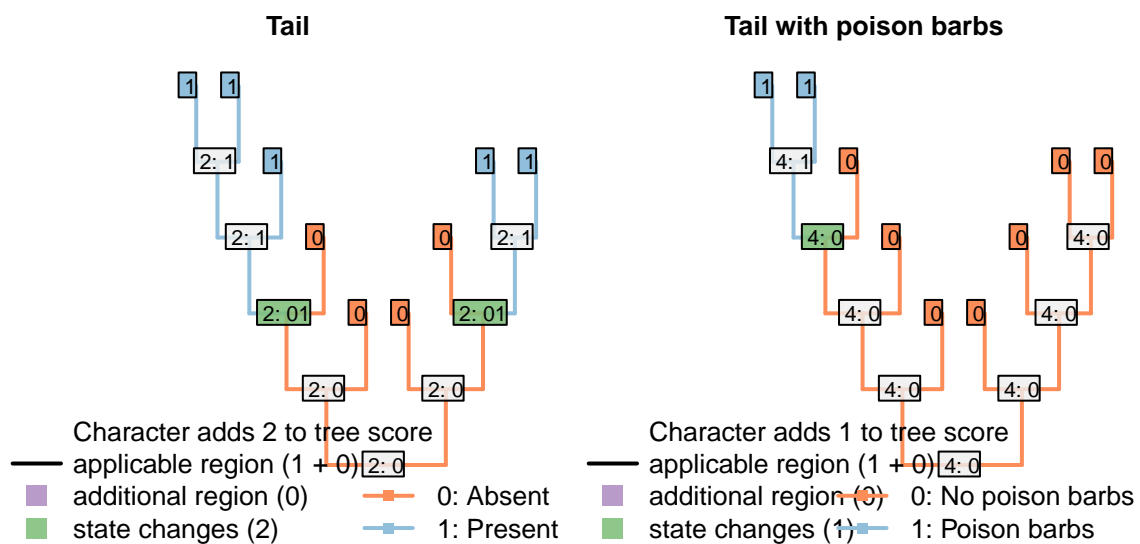 Tail
1 1
2: 1 1 1 1
2: 1 0 0 2: 1
2: 01 0 0 2: 01
2: 0 2: 0
2: 0
Character adds 2 to tree score
applicable region (1 + 0)
additional region (0)
state changes (2)
0: Absent
1: Present
Tail with poison barbs
1 1
4: 1 0 0 0
4: 0 0 0 4: 0
4: 0 0 0 4: 0
4: 0 4: 0
4: 0
Character adds 1 to tree score
applicable region (1 + 0)
additional region (0)
state changes (1)
0: No poison barbs
1: Poison barbs